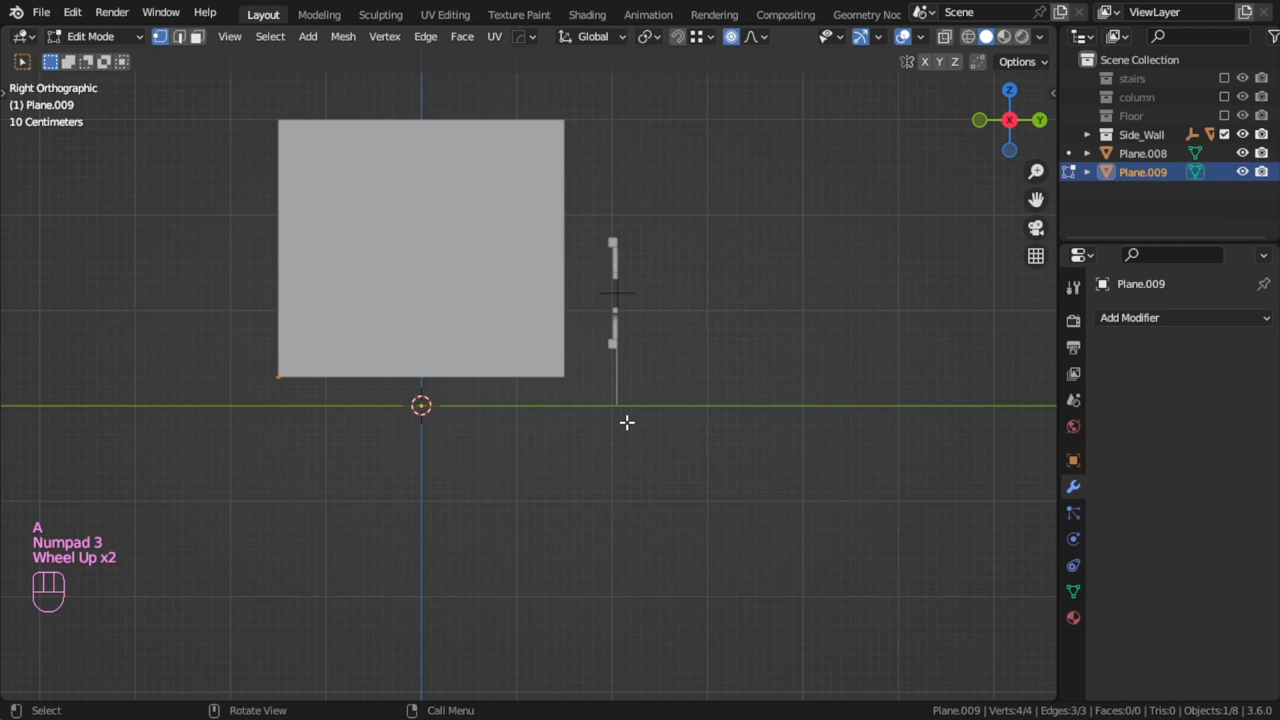 File Edit Render Window Help Layout Modeling Sculpting UV Editing Texture Paint Shading Animation Rendering Compositing Geometry Noc Scene ViewLayer
Edit Mode View Select Add Mesh Vertex Edge Face UV Global
X Y Z Options
Right Orthographic
(1) Plane.009
10 Centimeters
Z
X
Y
Scene Collection
stairs
column
Floor
Side_Wall
Plane.008
Plane.009
Plane.009
Add Modifier
A
Numpad 3
Wheel Up x2
Select Rotate View Call Menu Plane.009 | Verts:4/4 | Edges:3/3 | Faces:0/0 | Tris:0 | Objects:1/8 | 3.6.0